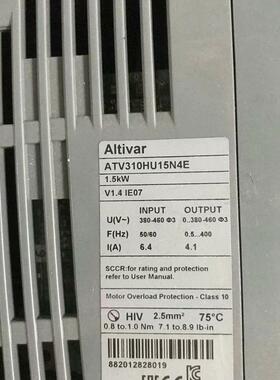 Altivar
ATV310HU15N4E
1.5kW
V1.4 IE07
INPUT OUTPUT
U(V~) 380-460 Φ3 0..380-460 Φ3
F(Hz) 50/60 0.5...400
I(A) 6.4 4.1
SCCR:for rating and protection
refer to User Manual.
Motor Overload Protection - Class 10
HIV 2.5mm² 75°C
0.8 to 1.0 Nm 7.1 to 8.9 lb-in
882012828019